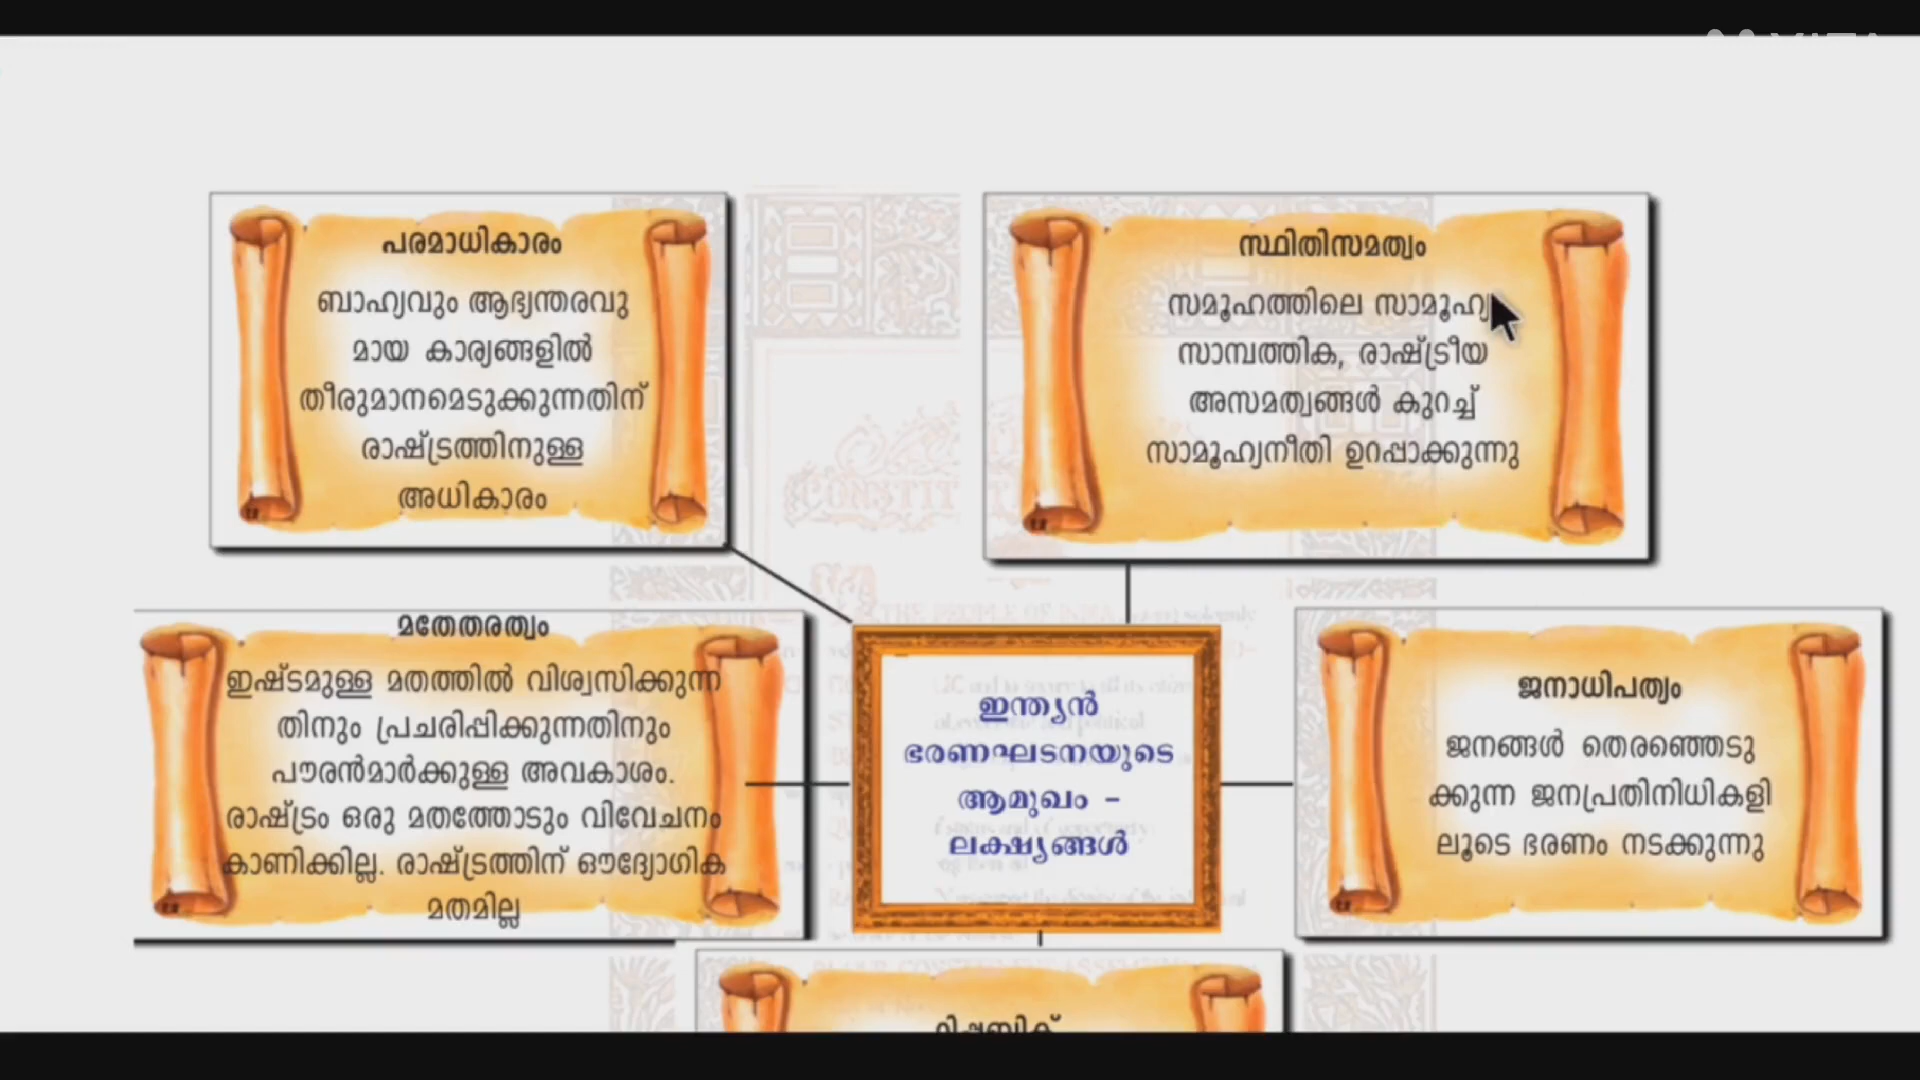 പരമാധികാരം
ബാഹ്യവും ആഭ്യന്തരവു
മായ കാര്യങ്ങളിൽ
തീരുമാനമെടുക്കുന്നതിന്
രാഷ്ട്രത്തിനുള്ള
അധികാരം
സ്ഥിതിസമത്വം
സമൂഹത്തിലെ സാമൂഹ്യ
സാമ്പത്തിക, രാഷ്ട്രീയ
അസമത്വങ്ങൾ കുറച്ച്
സാമൂഹ്യനീതി ഉറപ്പാക്കുന്നു
മതേതരത്വം
ഇഷ്ടമുള്ള മതത്തിൽ വിശ്വസിക്കുന്ന
തിനും പ്രചരിപ്പിക്കുന്നതിനും
പൗരൻമാർക്കുള്ള അവകാശം.
രാഷ്ട്രം ഒരു മതത്തോടും വിവേചനം
കാണിക്കില്ല. രാഷ്ട്രത്തിന് ഔദ്യോഗിക
മതമില്ല
ഇന്ത്യൻ
ഭരണഘടനയുടെ
ആമുഖം –
ലക്ഷ്യങ്ങൾ
ജനാധിപത്യം
ജനങ്ങൾ തെരഞ്ഞെടു
ക്കുന്ന ജനപ്രതിനിധികളി
ലൂടെ ഭരണം നടക്കുന്നു